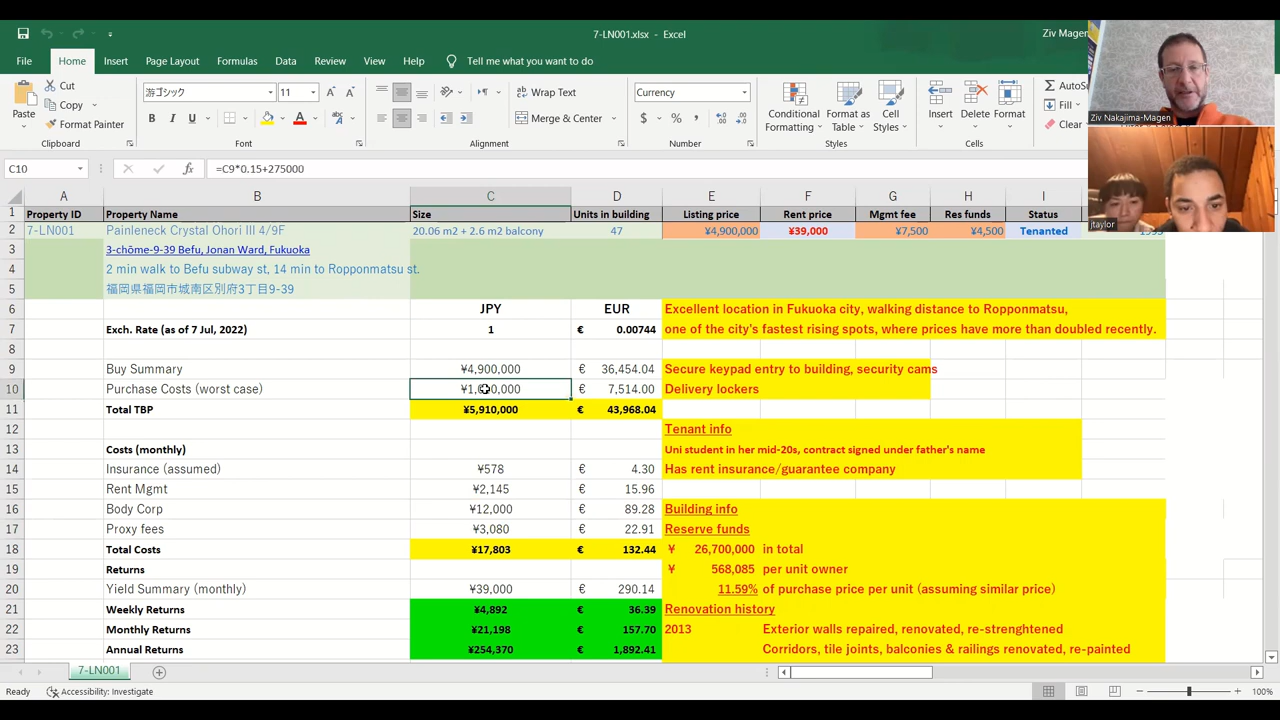 7-LN001.xlsx - Excel
Ziv Magen
File Home Insert Page Layout Formulas Data Review View Help Tell me what you want to do
Paste
Cut
Copy
Format Painter
Clipboard
游ゴシック 11
B I U
Font
Wrap Text
Merge & Center
Alignment
Currency
$ %
Number
Conditional Formatting
Format as Table
Cell Styles
Styles
Insert Delete Format
Cells
AutoSu
Fill
Clear
Ziv Nakajima-Magen
jtaylor
C10 =C9*0.15+275000
A B C D E F G H I
1 Property ID Property Name Size Units in building Listing price Rent price Mgmt fee Res funds Status
2 7-LN001 Painleneck Crystal Ohori III 4/9F 20.06 m2 + 2.6 m2 balcony 47 ¥4,900,000 ¥39,000 ¥7,500 ¥4,500 Tenanted
3 3-chōme-9-39 Befu, Jonan Ward, Fukuoka
4 2 min walk to Befu subway st, 14 min to Ropponmatsu st.
5 福岡県福岡市城南区別府3丁目9-39
6 JPY EUR Excellent location in Fukuoka city, walking distance to Ropponmatsu,
7 Exch. Rate (as of 7 Jul, 2022) 1 € 0.00744 one of the city's fastest rising spots, where prices have more than doubled recently.
8
9 Buy Summary ¥4,900,000 € 36,454.04 Secure keypad entry to building, security cams
10 Purchase Costs (worst case) € 7,514.00 Delivery lockers
11 Total TBP ¥5,910,000 € 43,968.04
12 Tenant info
13 Costs (monthly) Uni student in her mid-20s, contract signed under father's name
14 Insurance (assumed) ¥578 € 4.30 Has rent insurance/guarantee company
15 Rent Mgmt ¥2,145 € 15.96
16 Body Corp ¥12,000 € 89.28 Building info
17 Proxy fees ¥3,080 € 22.91 Reserve funds
18 Total Costs ¥17,803 € 132.44 ¥ 26,700,000 in total
19 Returns ¥ 568,085 per unit owner
20 Yield Summary (monthly) ¥39,000 € 290.14 11.59% of purchase price per unit (assuming similar price)
21 Weekly Returns ¥4,892 € 36.39 Renovation history
22 Monthly Returns ¥21,198 € 157.70 2013 Exterior walls repaired, renovated, re-strenghtened
23 Annual Returns ¥254,370 € 1,892.41 Corridors, tile joints, balconies & railings renovated, re-painted
7-LN001
Ready Accessibility: Investigate 100%